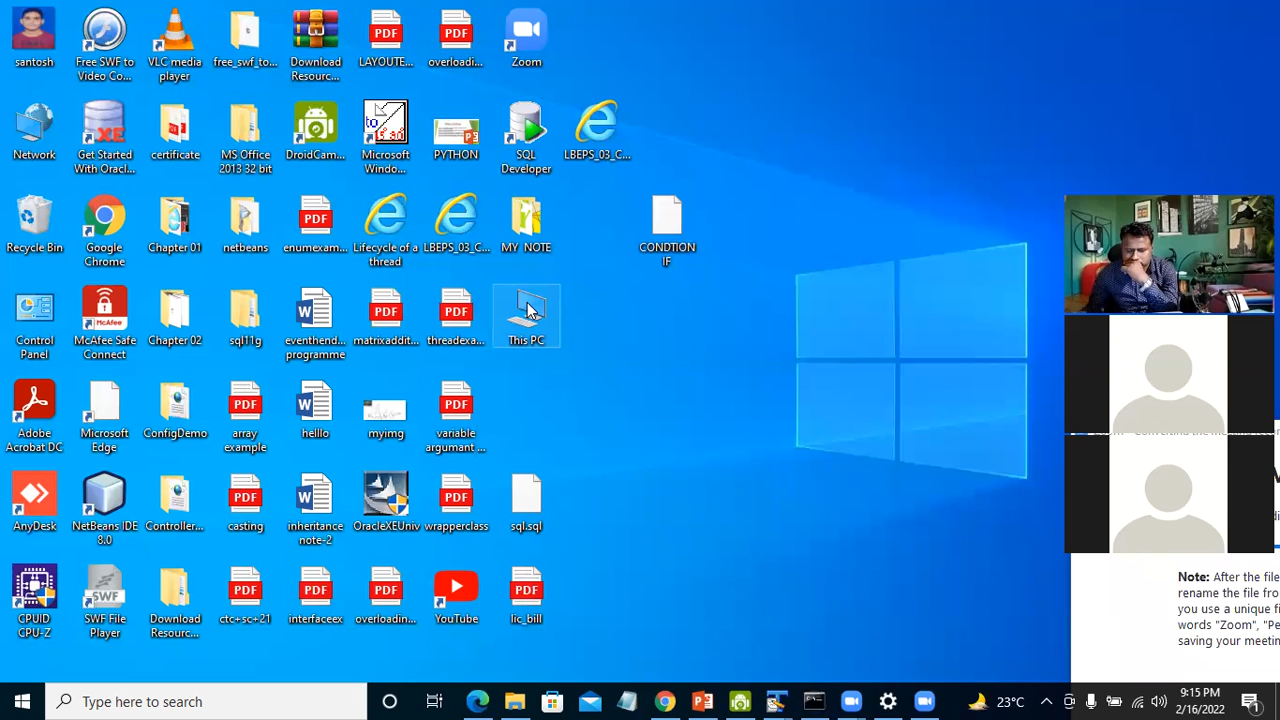 santosh
Free SWF to
Video Co...
VLC media
player
free_swf_to...
Download
Resourc...
PDF
LAYOUTE...
PDF
overloadi...
Zoom
Network
Get Started
With Oracl...
certificate
MS Office
2013 32 bit
DroidCam...
Microsoft
Windo...
PYTHON
SQL
Developer
LBEPS_03_C...
Recycle Bin
Google
Chrome
Chapter 01
netbeans
PDF
enumexam...
Lifecycle of a
thread
LBEPS_03_C...
MY_NOTE
CONDTION
IF
Control
Panel
McAfee
McAfee Safe
Connect
Chapter 02
sql11g
eventhend...
programme
PDF
matrixaddit...
PDF
threadexa...
This PC
Adobe
Acrobat DC
Microsoft
Edge
ConfigDemo
PDF
array
example
helllo
myimg
PDF
variable
argumant ...
AnyDesk
NetBeans IDE
8.0
Controller...
PDF
casting
inheritance
note-2
OracleXEUniv
PDF
wrapperclass
sql.sql
CPUID
CPU-Z
SWF
SWF File
Player
Download
Resourc...
PDF
ctc+sc+21
PDF
interfaceex
PDF
overloadin...
YouTube
PDF
lic_bill
Note: After the file
rename the file fro
you use a unique fi
words "Zoom", "Pe
saving your meetin
Type here to search
23°C
9:15 PM
2/16/2022
1